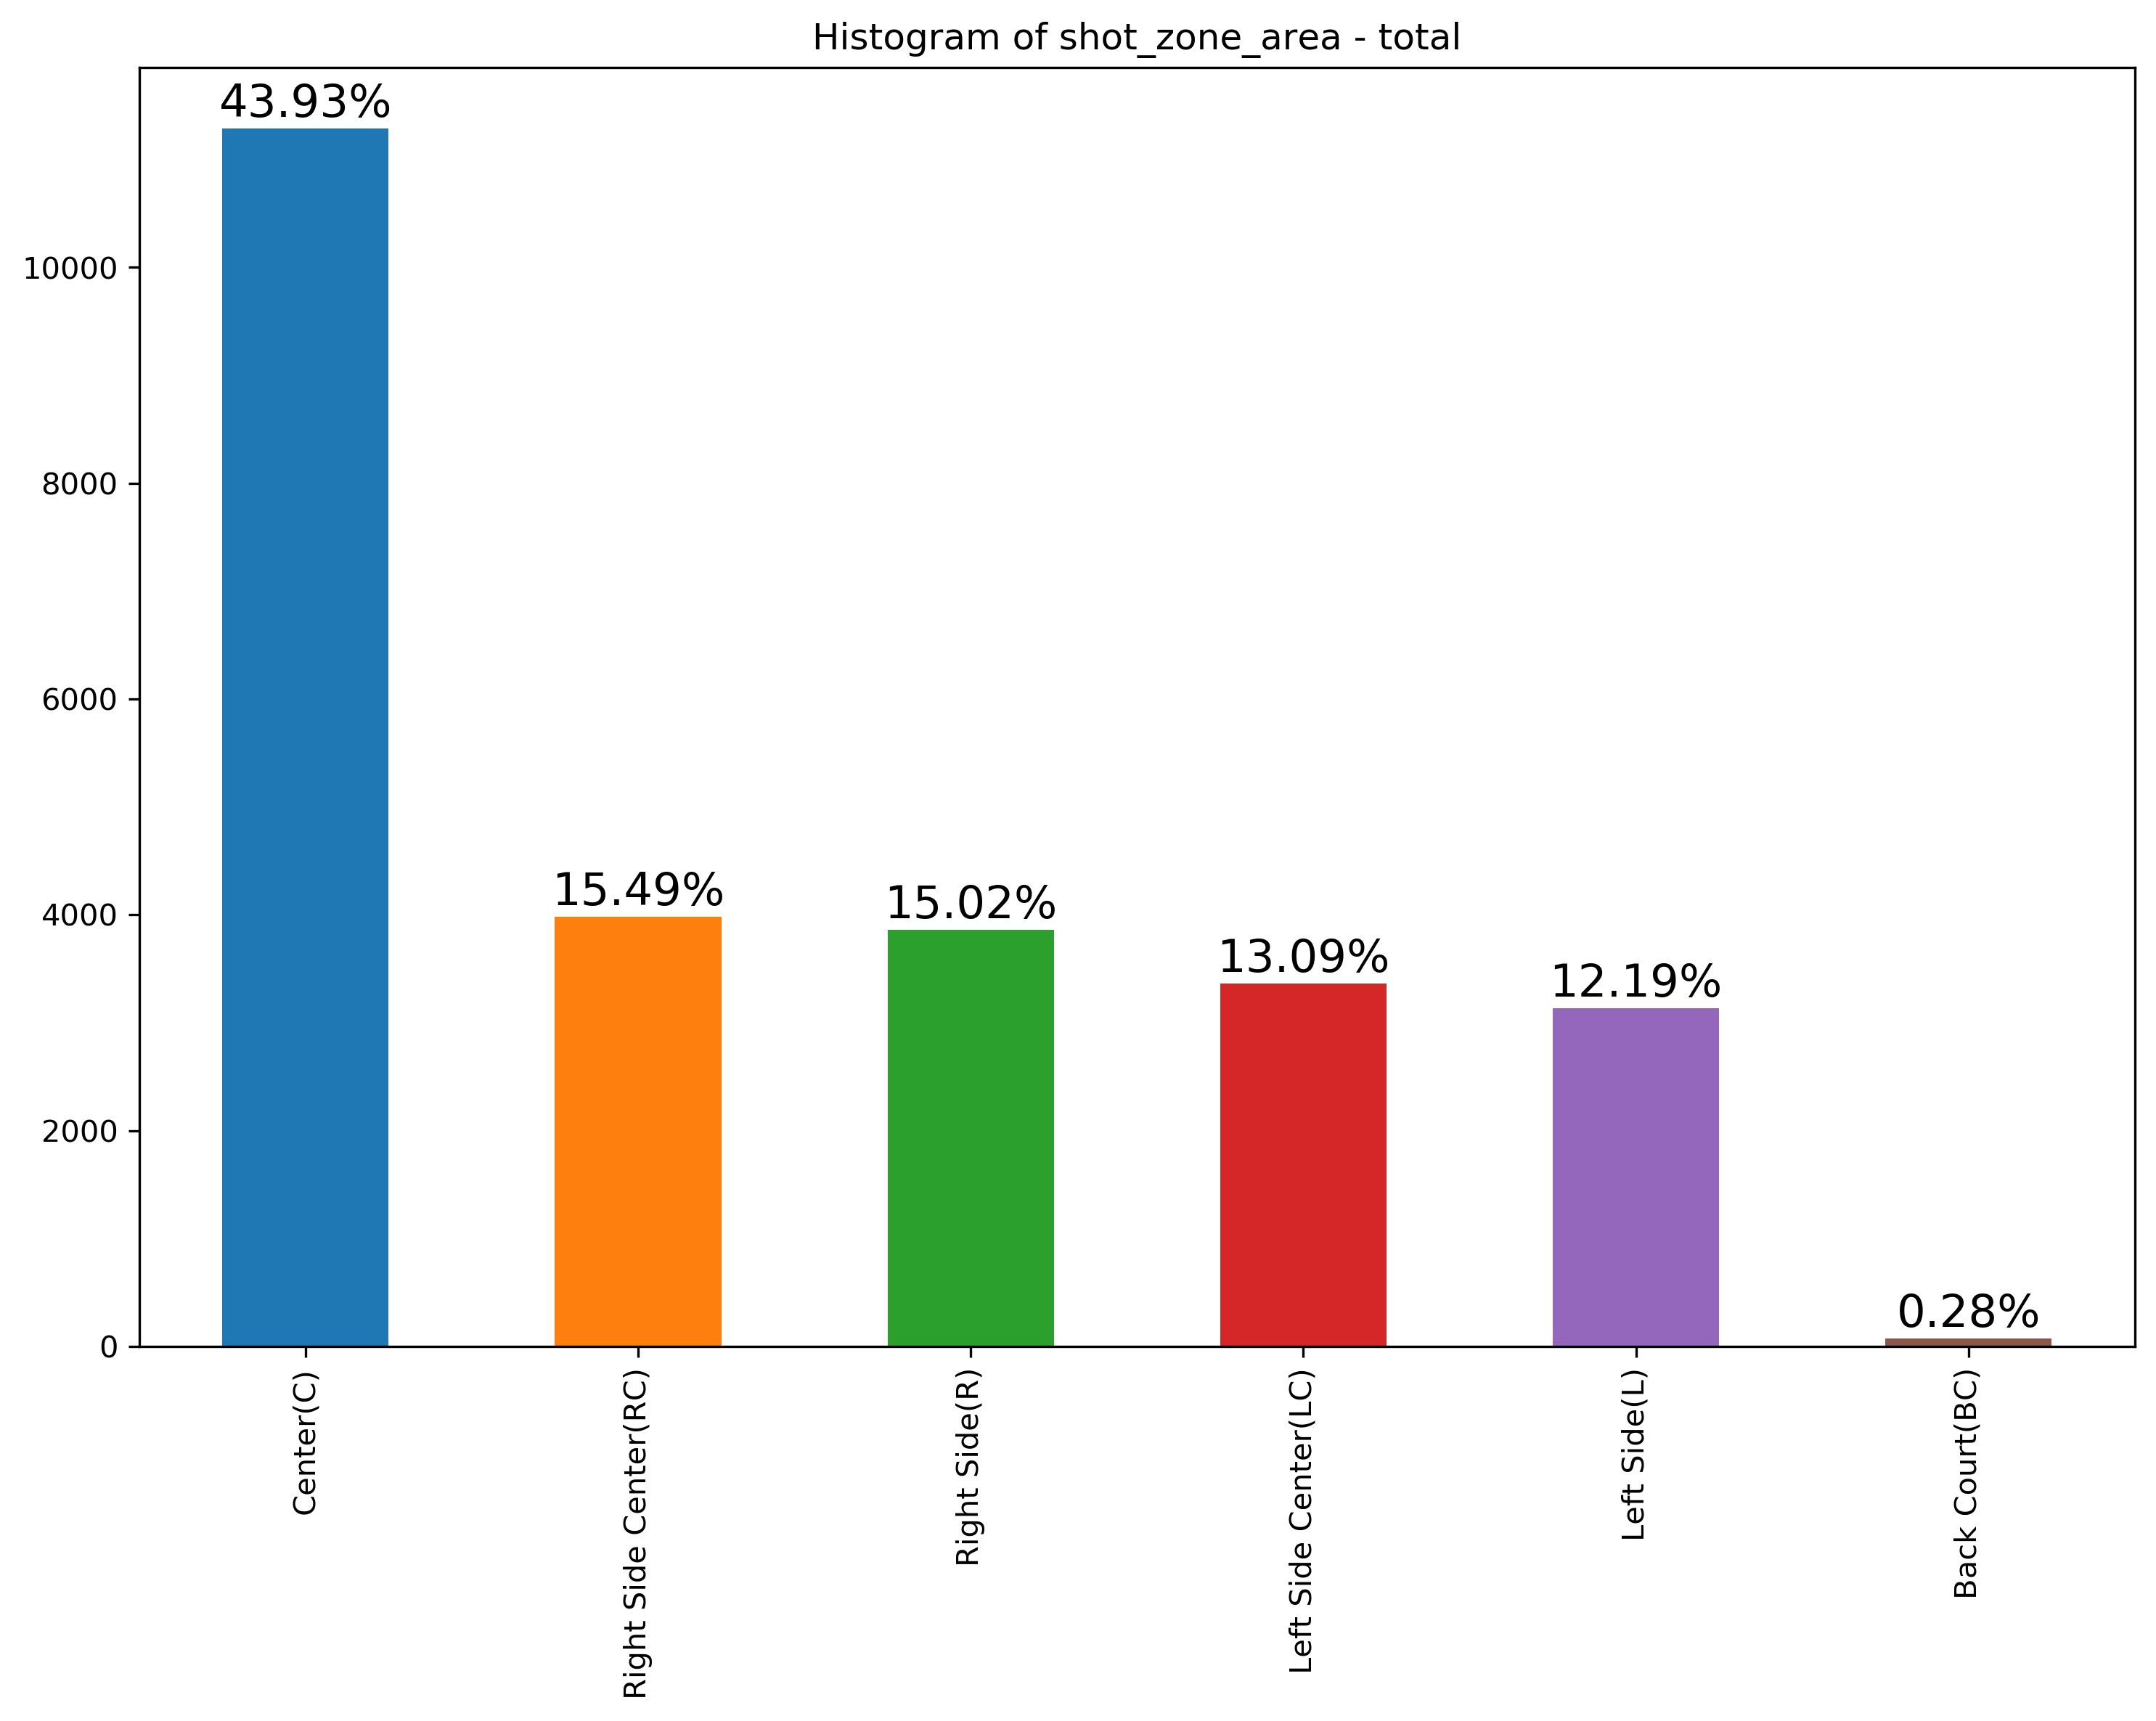 Histogram of shot_zone_area - total
43.93%
15.49%
15.02%
13.09%
12.19%
0.28%
10000
8000
6000
4000
2000
0
Center(C)
Right Side Center(RC)
Right Side(R)
Left Side Center(LC)
Left Side(L)
Back Court(BC)